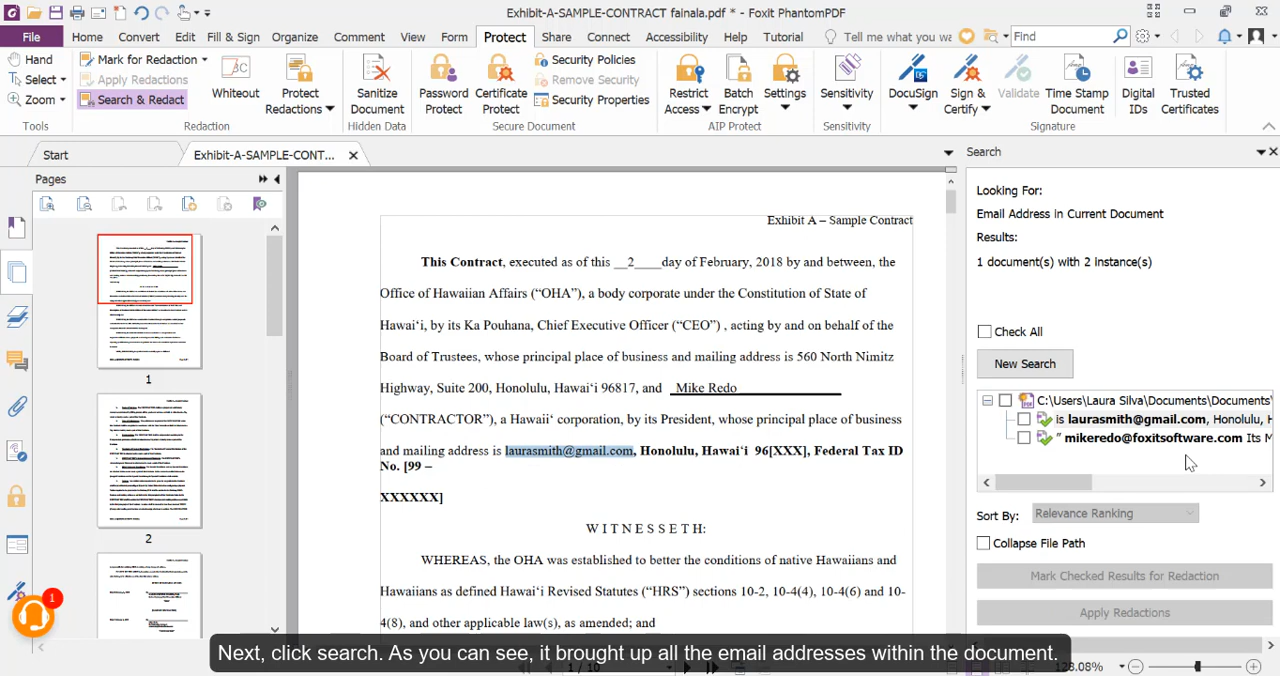 Exhibit-A-SAMPLE-CONTRACT fainala.pdf * - Foxit PhantomPDF
File Home Convert Edit Fill & Sign Organize Comment View Form Protect Share Connect Accessibility Help Tutorial Tell me what you wa Find
Hand
Select
Zoom
Tools
Mark for Redaction
Apply Redactions
Search & Redact
Whiteout
Protect Redactions
Redaction
Sanitize Document
Hidden Data
Password Protect
Certificate Protect
Security Policies
Remove Security
Security Properties
Secure Document
Restrict Access
Batch Encrypt
Settings
AIP Protect
Sensitivity
Sensitivity
DocuSign
Sign & Certify
Validate
Time Stamp Document
Digital IDs
Trusted Certificates
Signature
Start
Exhibit-A-SAMPLE-CONT...
Pages
1
2
Exhibit A – Sample Contract
This Contract, executed as of this __2____day of February, 2018 by and between, the
Office of Hawaiian Affairs (“OHA”), a body corporate under the Constitution of State of
Hawai‘i, by its Ka Pouhana, Chief Executive Officer (“CEO”) , acting by and on behalf of the
Board of Trustees, whose principal place of business and mailing address is 560 North Nimitz
Highway, Suite 200, Honolulu, Hawai‘i 96817, and _Mike Redo
(“CONTRACTOR”), a Hawaii‘ corporation, by its President, whose principal place of business
and mailing address is laurasmith@gmail.com, Honolulu, Hawai‘i 96[XXX], Federal Tax ID
No. [99 –
XXXXXX]
W I T N E S S E T H:
WHEREAS, the OHA was established to better the conditions of native Hawaiians and
Hawaiians as defined Hawai‘i Revised Statutes (“HRS”) sections 10-2, 10-4(4), 10-4(6) and 10-
4(8), and other applicable law(s), as amended; and
Search
Looking For:
Email Address in Current Document
Results:
1 document(s) with 2 instance(s)
Check All
New Search
C:\Users\Laura Silva\Documents\Documents'
is laurasmith@gmail.com, Honolulu, H
" mikeredo@foxitsoftware.com Its M
Sort By: Relevance Ranking
Collapse File Path
Mark Checked Results for Redaction
Apply Redactions
1
Next, click search. As you can see, it brought up all the email addresses within the document.
1 / 10
128.08%